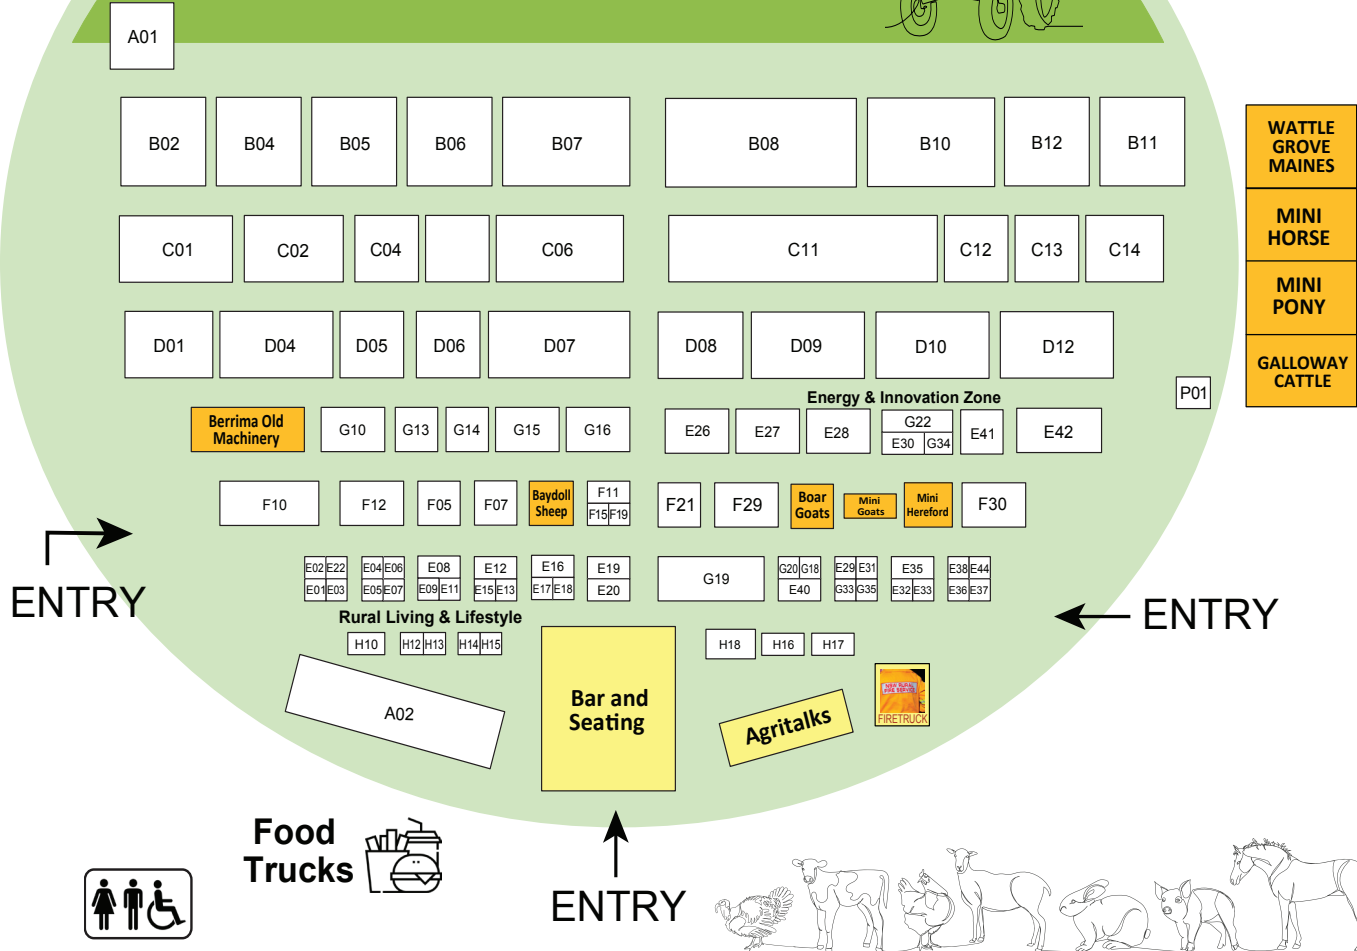 A01
B02 B04 B05 B06 B07 B08 B10 B12 B11
WATTLE
GROVE
MAINES
C01 C02 C04 C06 C11 C12 C13 C14
MINI
HORSE
MINI
PONY
D01 D04 D05 D06 D07 D08 D09 D10 D12
GALLOWAY
CATTLE
P01
Energy & Innovation Zone
Berrima Old
Machinery
G10 G13 G14 G15 G16 E26 E27 E28 G22 E41 E42
E30 G34
F10 F12 F05 F07
Baydoll
Sheep
F11
F15 F19
F21 F29
Boar
Goats
Mini
Goats
Mini
Hereford
F30
ENTRY
E02 E22 E04 E06 E08 E12 E16 E19 G19 G20 G18 E29 E31 E35 E38 E44
E01 E03 E05 E07 E09 E11 E15 E13 E17 E18 E20 E40 G33 G35 E32 E33 E36 E37
ENTRY
Rural Living & Lifestyle
H10 H12 H13 H14 H15 H18 H16 H17
A02
Bar and
Seating
Agritalks
NSW RURAL
FIRE SERVICE
FIRETRUCK
Food
Trucks
ENTRY